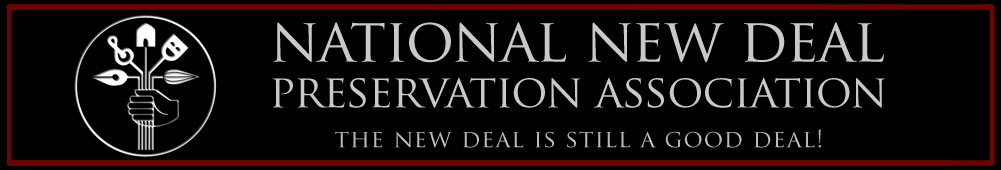 NATIONAL NEW DEAL
PRESERVATION ASSOCIATION
THE NEW DEAL IS STILL A GOOD DEAL!